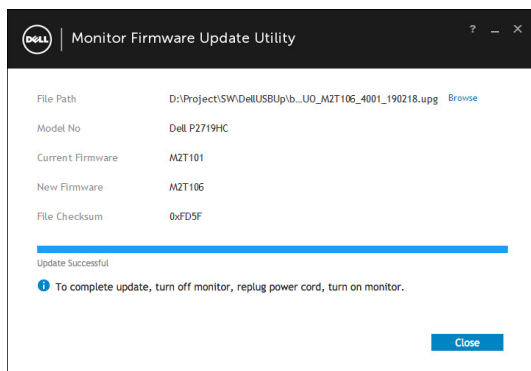 DELL Monitor Firmware Update Utility ? _ X
File Path D:\Project\SW\DellUSBUp\b...UO_M2T106_4001_190218.upg Browse
Model No Dell P2719HC
Current Firmware M2T101
New Firmware M2T106
File Checksum 0xFD5F
Update Successful
i To complete update, turn off monitor, replug power cord, turn on monitor.
Close